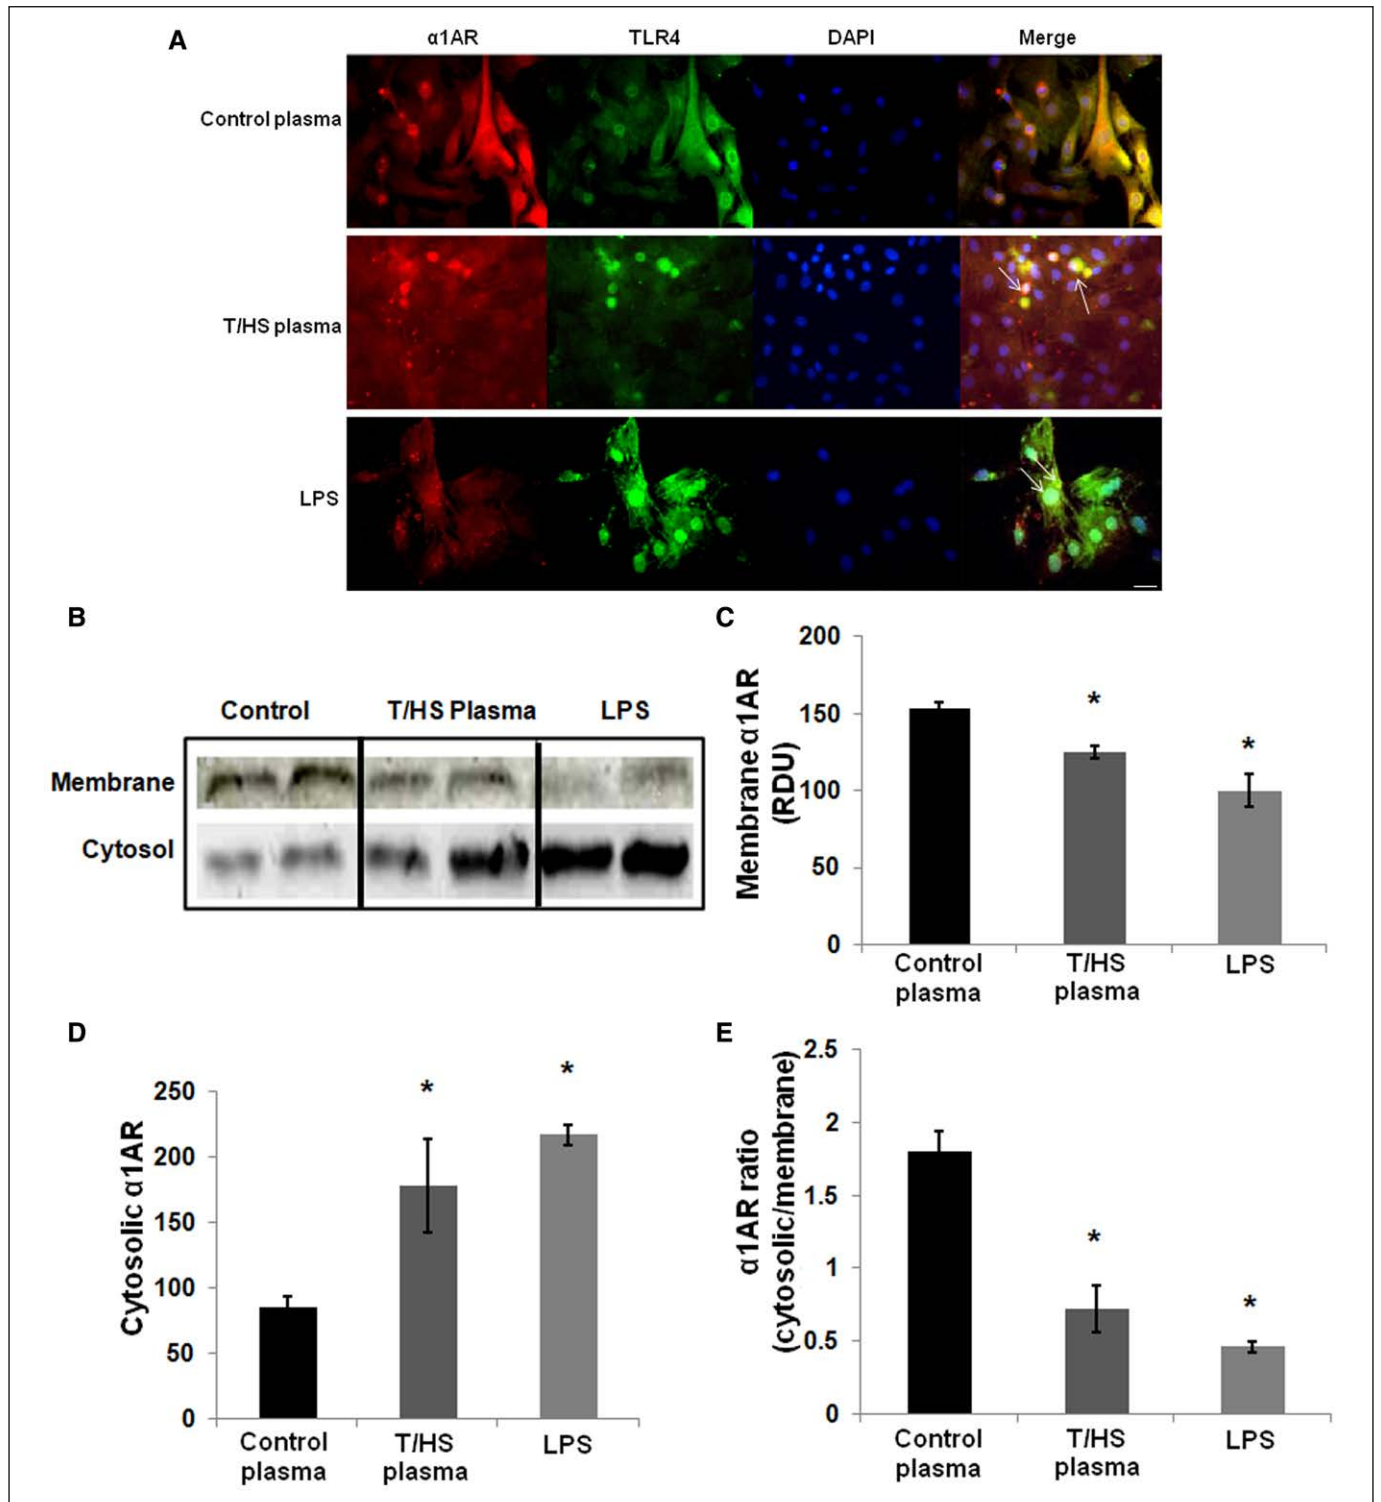 A
α1AR TLR4 DAPI Merge
Control plasma
T/HS plasma
LPS
B
Control T/HS Plasma LPS
Membrane
Cytosol
C
Membrane α1AR
(RDU)
200
150
100
50
0
Control
plasma
T/HS
plasma
LPS
*
*
D
Cytosolic α1AR
250
200
150
100
50
0
Control
plasma
T/HS
plasma
LPS
*
*
E
α1AR ratio
(cytosolic/membrane)
2.5
2
1.5
1
0.5
0
Control
plasma
T/HS
plasma
LPS
*
*